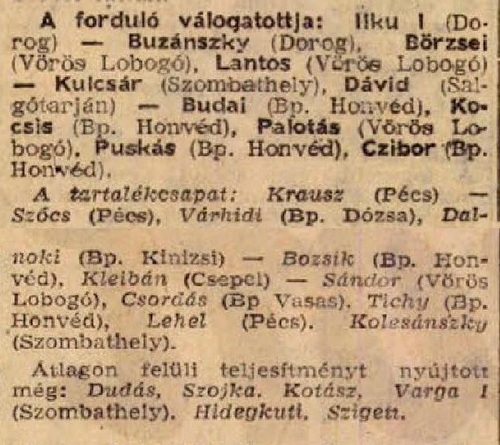 A forduló válogatottja: Ilku I (Do-
rog) — Buzánszky (Dorog), Börzsei
(Vörös Lobogó), Lantos (Vörös Lobogó)
— Kulcsár (Szombathely), Dávid (Sal-
gótarján) — Budai (Bp. Honvéd), Ko-
csis (Bp. Honvéd), Palotás (Vörös Lo-
bogó), Puskás (Bp. Honvéd), Czibor (Bp.
Honvéd).
A tartalékcsapat: Krausz (Pécs) —
Szőcs (Pécs), Várhidi (Bp. Dózsa), Dal-
noki (Bp. Kinizsi) — Bozsik (Bp. Hon-
véd), Kleibán (Csepel) — Sándor (Vörös
Lobogó), Csordás (Bp Vasas), Tichy (Bp.
Honvéd), Lehel (Pécs), Kolesánszky
(Szombathely).
Átlagon felüli teljesítményt nyújtott
még: Dudás, Szojka, Kotász, Varga I
(Szombathely), Hidegkuti, Szigeti.